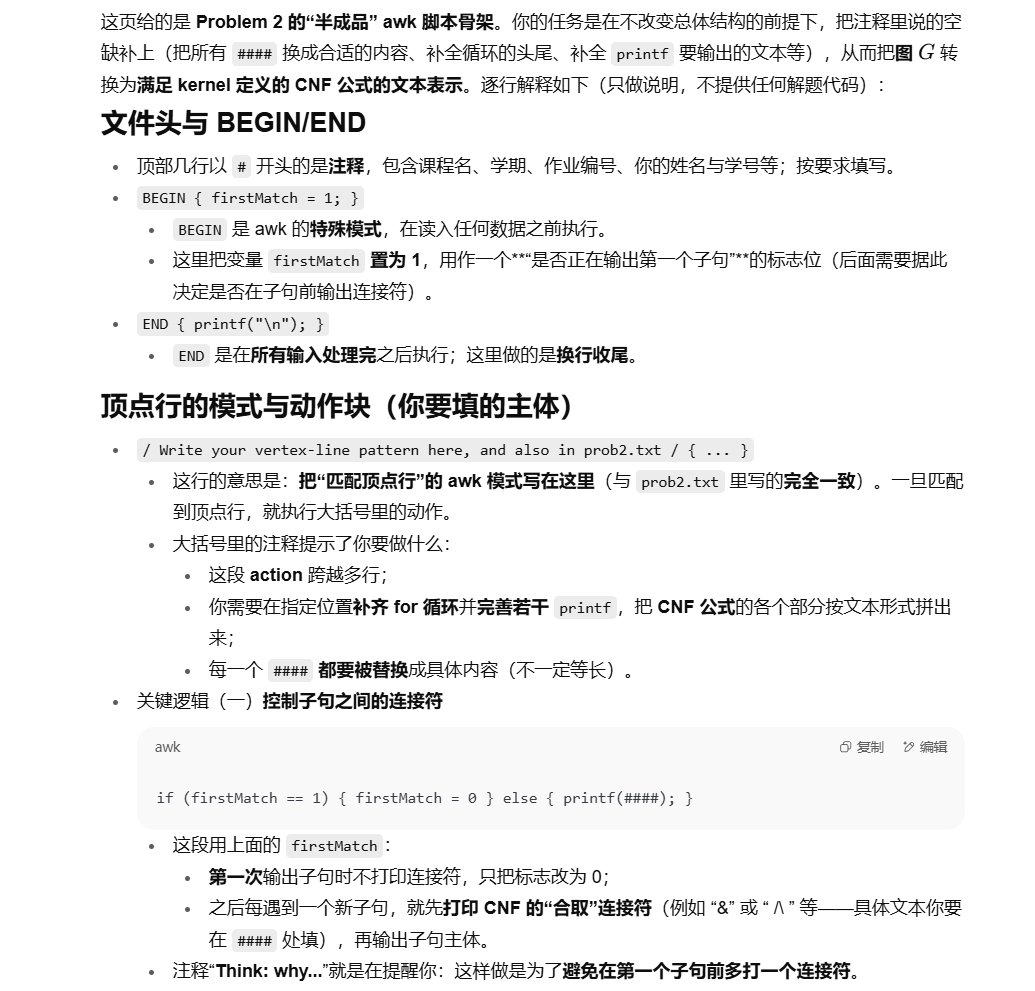 这页给的是 Problem 2 的“半成品” awk 脚本骨架。你的任务是在不改变总体结构的前提下，把注释里说的空
缺补上（把所有 #### 换成合适的内容、补全循环的头尾、补全 printf 要输出的文本等），从而把图 G 转
换为满足 kernel 定义的 CNF 公式的文本表示。逐行解释如下（只做说明，不提供任何解题代码）：
文件头与 BEGIN/END
• 顶部几行以 # 开头的是注释，包含课程名、学期、作业编号、你的姓名与学号等；按要求填写。
• BEGIN { firstMatch = 1; }
• BEGIN 是 awk 的特殊模式，在读入任何数据之前执行。
• 这里把变量 firstMatch 置为 1，用作一个**“是否正在输出第一个子句”**的标志位（后面需要据此
决定是否在子句前输出连接符）。
• END { printf("\n"); }
• END 是在所有输入处理完之后执行；这里做的是换行收尾。
顶点行的模式与动作块（你要填的主体）
• / Write your vertex-line pattern here, and also in prob2.txt / { ... }
• 这行的意思是：把“匹配顶点行”的 awk 模式写在这里（与 prob2.txt 里写的完全一致）。一旦匹配
到顶点行，就执行大括号里的动作。
• 大括号里的注释提示了你要做什么：
• 这段 action 跨越多行；
• 你需要在指定位置补齐 for 循环并完善若干 printf，把 CNF 公式的各个部分按文本形式拼出
来；
• 每一个 #### 都要被替换成具体内容（不一定等长）。
• 关键逻辑（一）控制子句之间的连接符
awk 复制 编辑
if (firstMatch == 1) { firstMatch = 0 } else { printf(####); }
• 这段用上面的 firstMatch：
• 第一次输出子句时不打印连接符，只把标志改为 0；
• 之后每遇到一个新子句，就先打印 CNF 的“合取”连接符（例如 “&” 或 “ /\ ” 等——具体文本你要
在 #### 处填），再输出子句主体。
• 注释“Think: why...”就是在提醒你：这样做是为了避免在第一个子句前多打一个连接符。